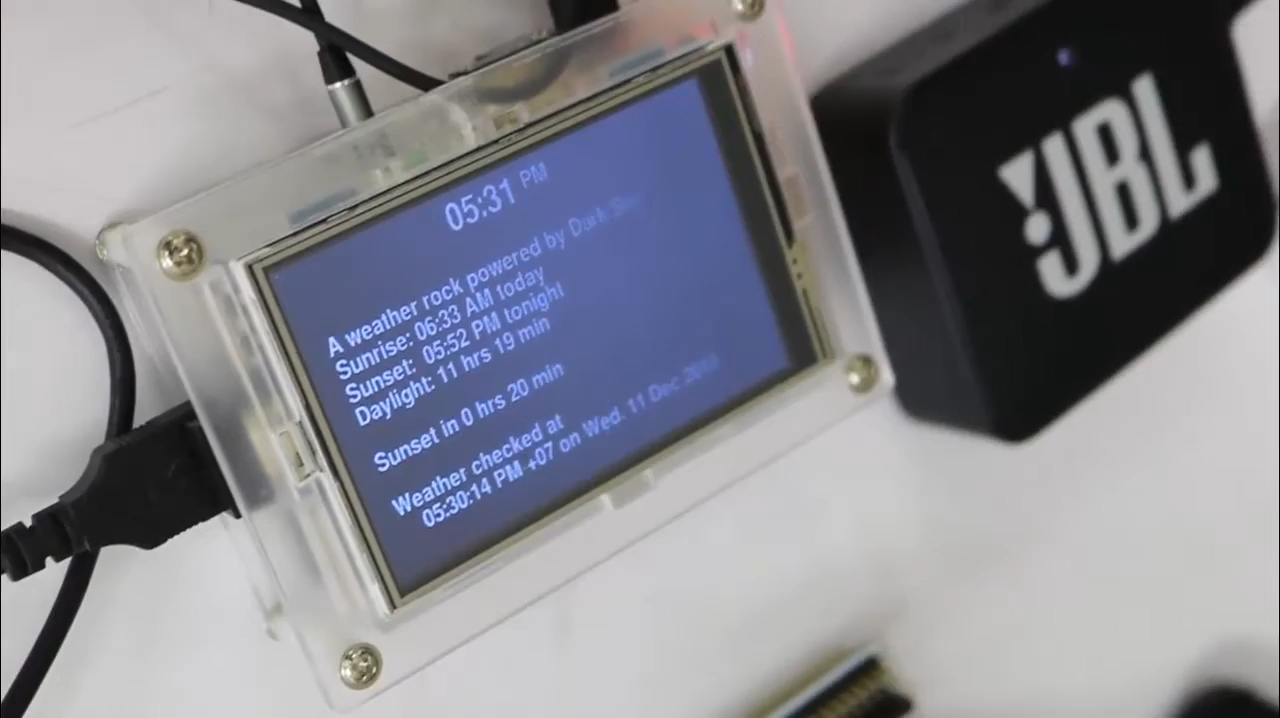 05:31 PM
A weather rock powered by Dark Sky
Sunrise: 06:33 AM today
Sunset: 05:52 PM tonight
Daylight: 11 hrs 19 min
Sunset in 0 hrs 20 min
Weather checked at
05:30:14 PM +07 on Wed. 11 Dec
JBL